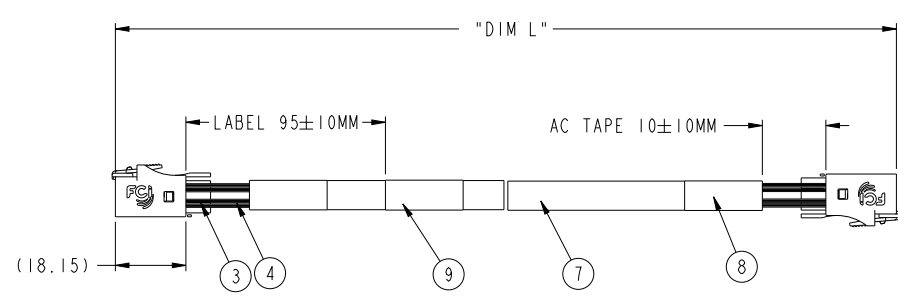 "DIM L"
LABEL 95±10MM
AC TAPE 10±10MM
FCi
FCi
(18.15)
3
4
9
7
8